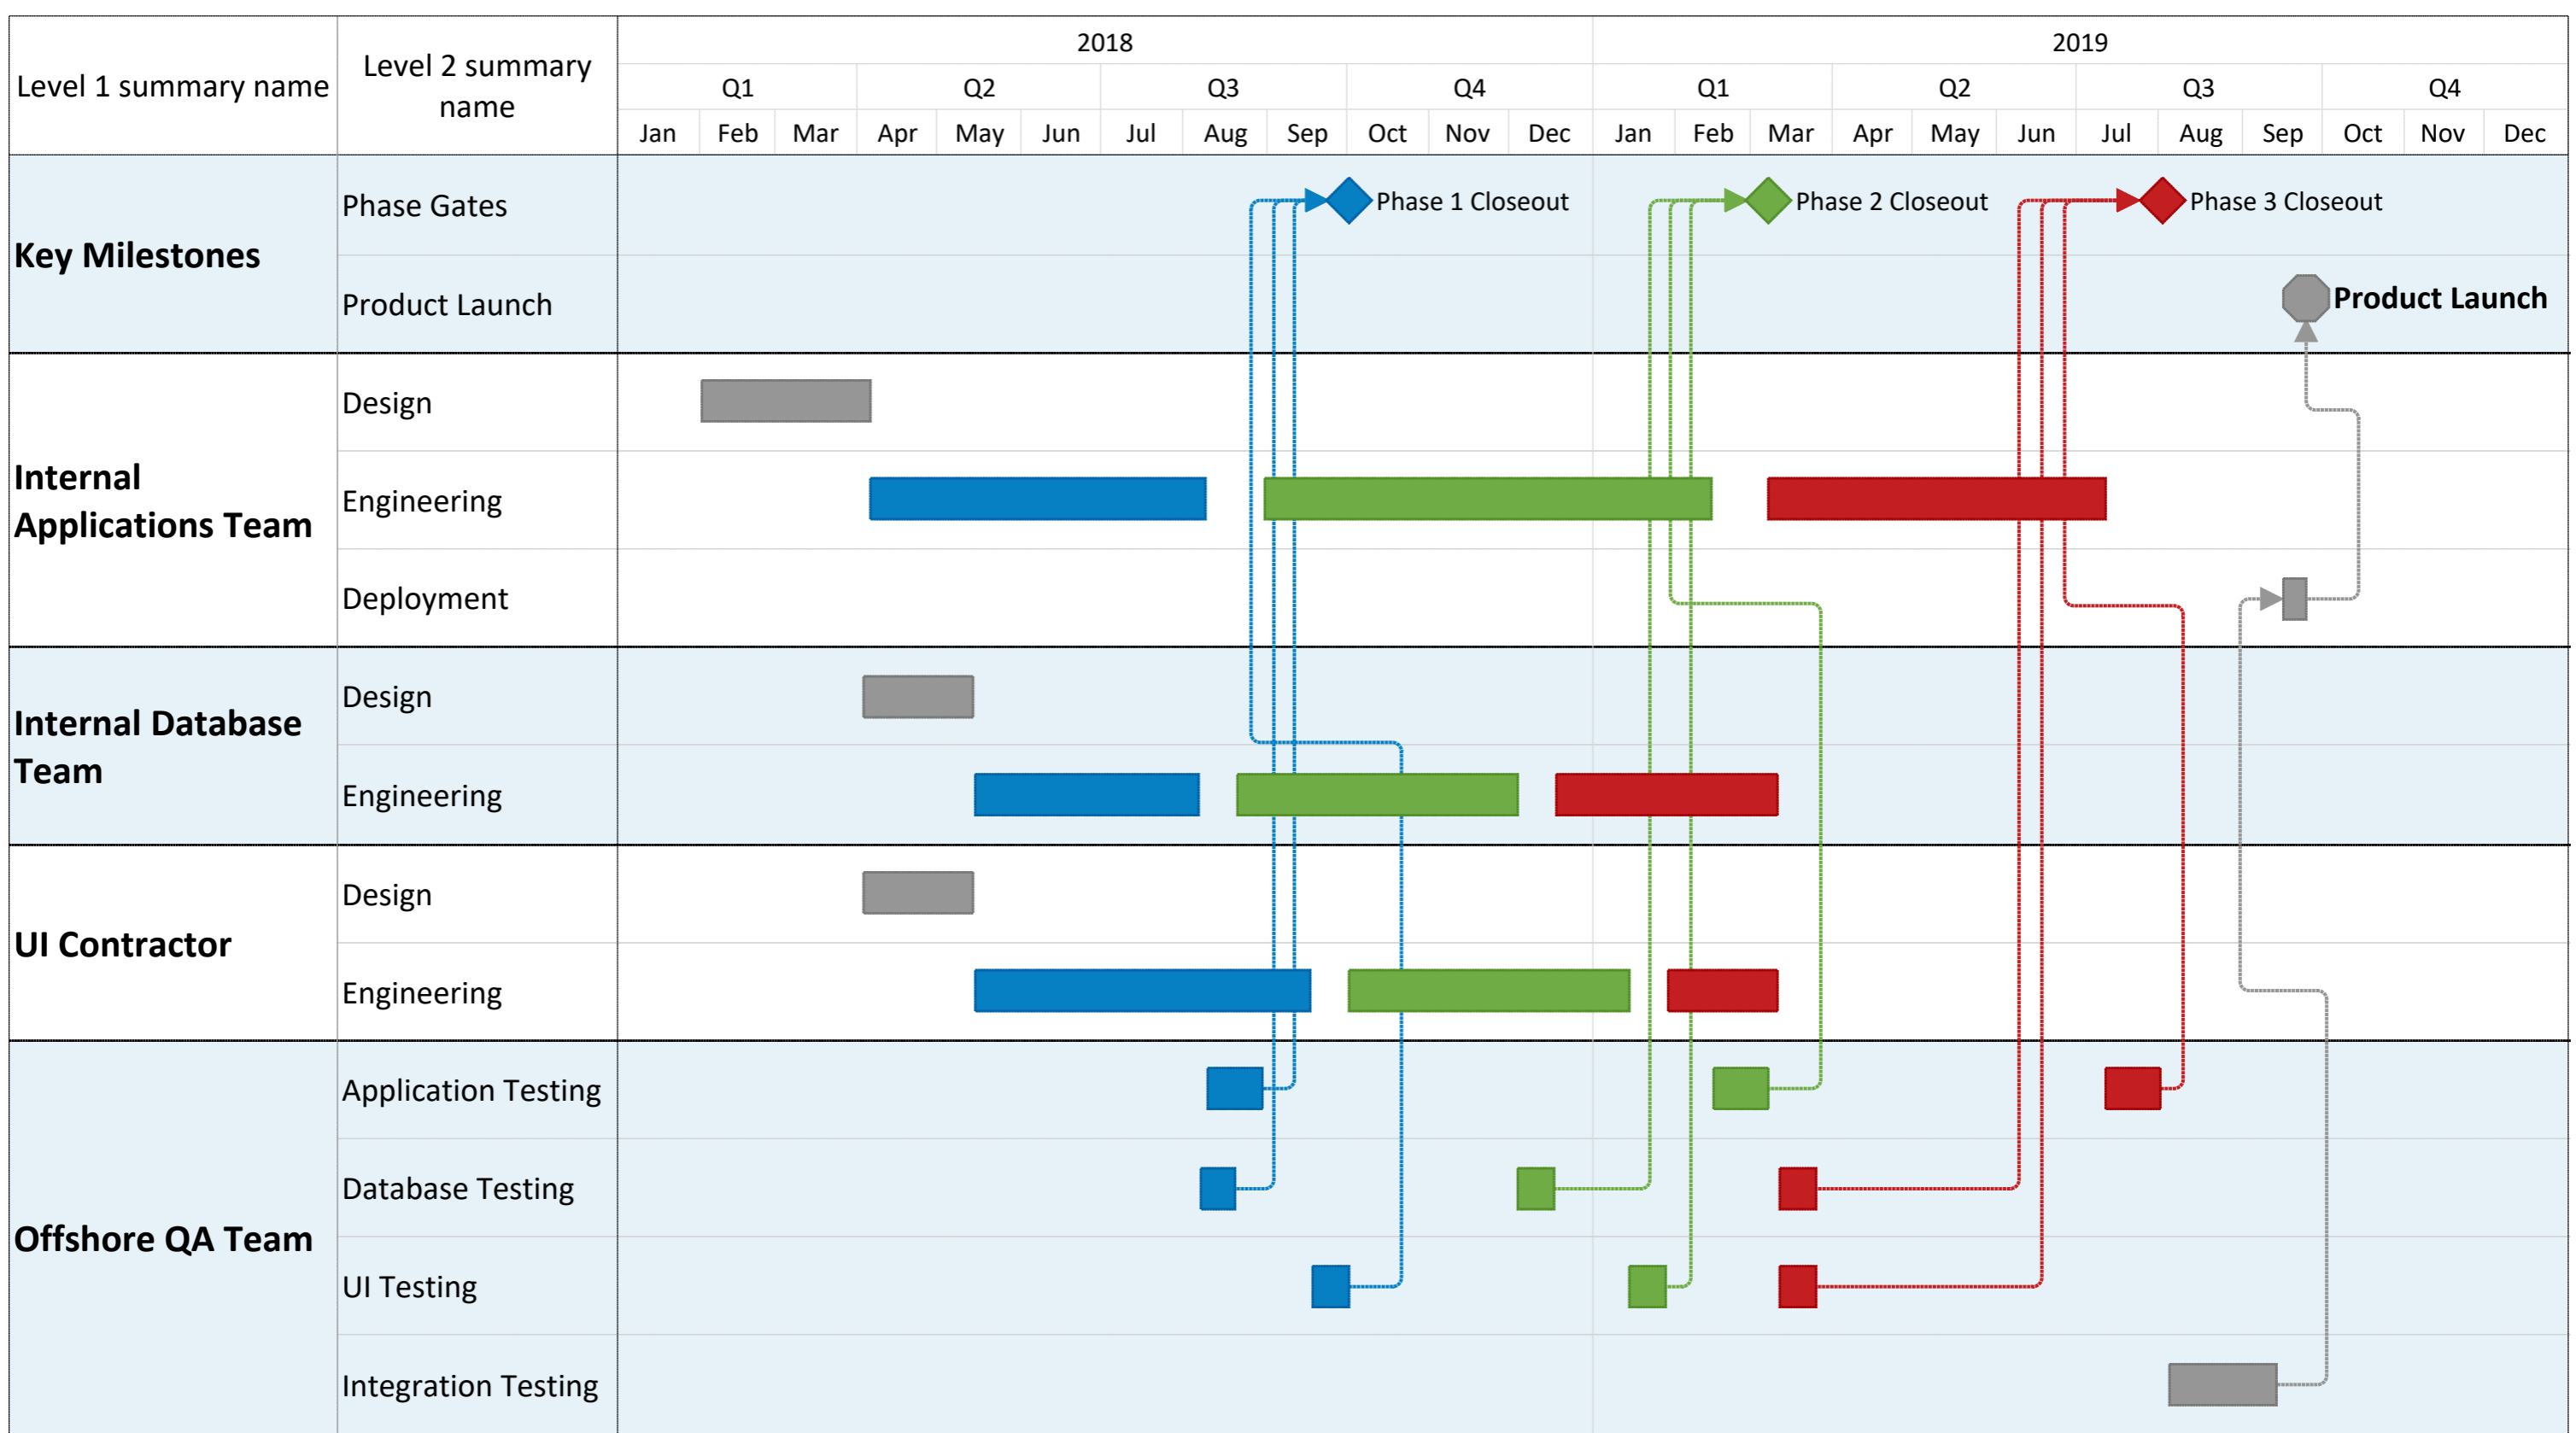 Level 1 summary name
Level 2 summary
name
2018
2019
Q1 Q2 Q3 Q4 Q1 Q2 Q3 Q4
Jan Feb Mar Apr May Jun Jul Aug Sep Oct Nov Dec Jan Feb Mar Apr May Jun Jul Aug Sep Oct Nov Dec
Key Milestones
Phase Gates
Phase 1 Closeout
Phase 2 Closeout
Phase 3 Closeout
Product Launch
Product Launch
Internal
Applications Team
Design
Engineering
Deployment
Internal Database
Team
Design
Engineering
UI Contractor
Design
Engineering
Offshore QA Team
Application Testing
Database Testing
UI Testing
Integration Testing